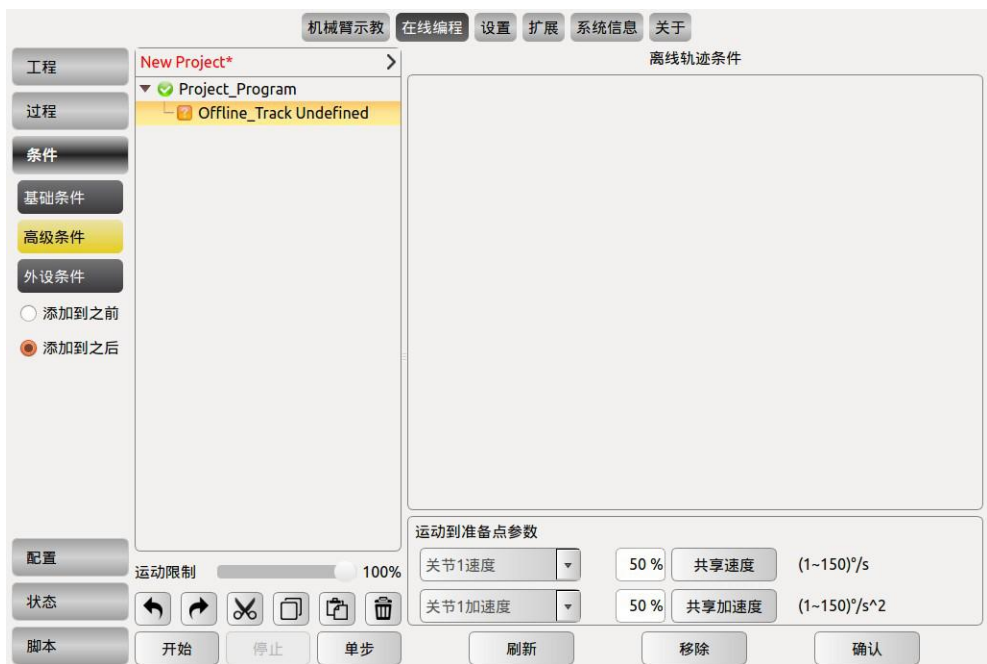 机械臂示教 在线编程 设置 扩展 系统信息 关于
工程
过程
条件
基础条件
高级条件
外设条件
添加到之前
添加到之后
配置
状态
脚本
New Project*
Project_Program
Offline_Track Undefined
运动限制 100%
开始 停止 单步
离线轨迹条件
运动到准备点参数
关节1速度 50 % 共享速度 (1~150)°/s
关节1加速度 50 % 共享加速度 (1~150)°/s^2
刷新 移除 确认